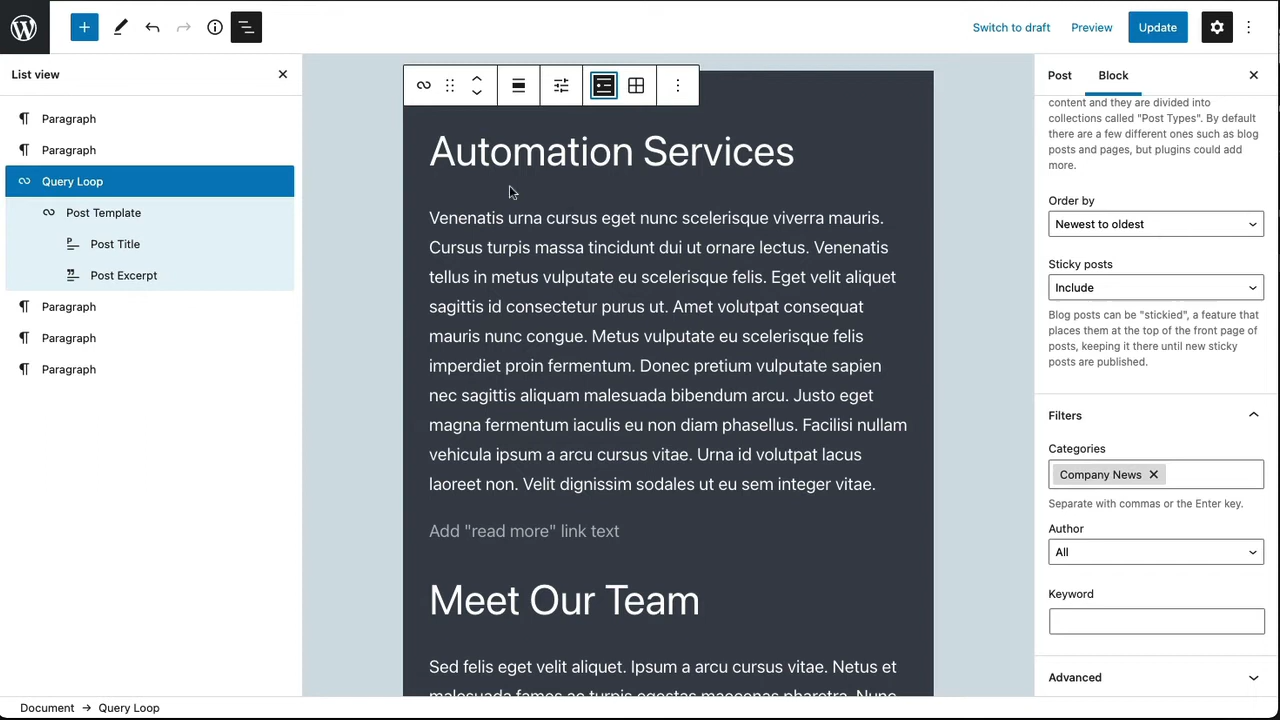 Switch to draft
Preview
Update
List view
Paragraph
Paragraph
Query Loop
Post Template
Post Title
Post Excerpt
Paragraph
Paragraph
Paragraph
Automation Services
Venenatis urna cursus eget nunc scelerisque viverra mauris.
Cursus turpis massa tincidunt dui ut ornare lectus. Venenatis
tellus in metus vulputate eu scelerisque felis. Eget velit aliquet
sagittis id consectetur purus ut. Amet volutpat consequat
mauris nunc congue. Metus vulputate eu scelerisque felis
imperdiet proin fermentum. Donec pretium vulputate sapien
nec sagittis aliquam malesuada bibendum arcu. Justo eget
magna fermentum iaculis eu non diam phasellus. Facilisi nullam
vehicula ipsum a arcu cursus vitae. Urna id volutpat lacus
laoreet non. Velit dignissim sodales ut eu sem integer vitae.
Add "read more" link text
Meet Our Team
Sed felis eget velit aliquet. Ipsum a arcu cursus vitae. Netus et
malesuada fames ac turpis egestas maecenas pharetra. Nunc
Post
Block
content and they are divided into
collections called "Post Types". By default
there are a few different ones such as blog
posts and pages, but plugins could add
more.
Order by
Newest to oldest
Sticky posts
Include
Blog posts can be "stickied", a feature that
places them at the top of the front page of
posts, keeping it there until new sticky
posts are published.
Filters
Categories
Company News
Separate with commas or the Enter key.
Author
All
Keyword
Advanced
Document → Query Loop